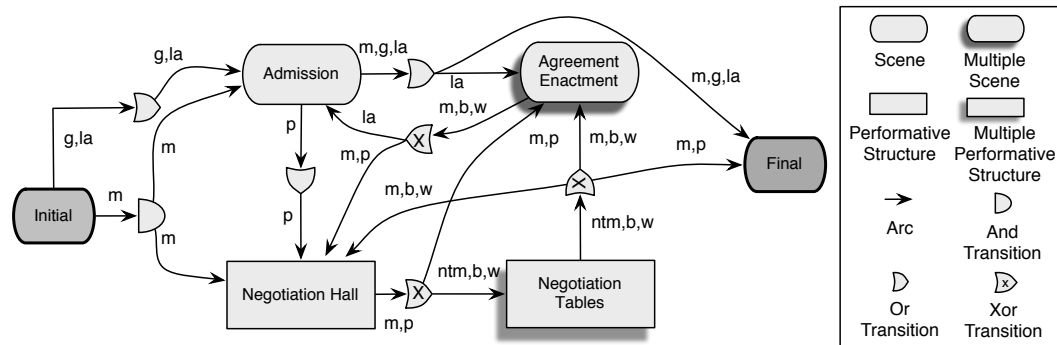 g,la
Admission
m,g,la
la
Agreement
Enactment
m,g,la
g,la
m
p
la
m,p
m,b,w
m,p
m,b,w
m,p
Initial
m
m
p
m,b,w
X
X
X
Final
ntm,b,w
Negotiation Hall
m,p
ntm,b,w
Negotiation
Tables
Scene
Multiple
Scene
Performative
Structure
Multiple
Performative
Structure
Arc
And
Transition
Or
Transition
x
Xor
Transition